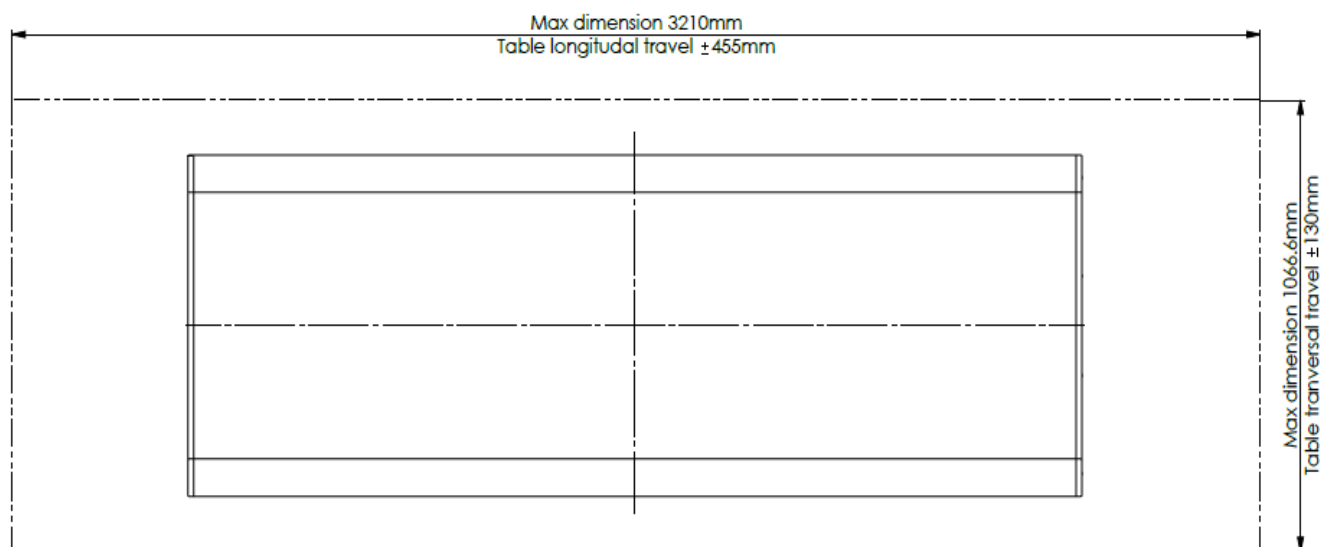 Max dimension 3210mm
Table longitudal travel ±455mm
Max dimension 1066.6mm
Table tranversal travel ±130mm